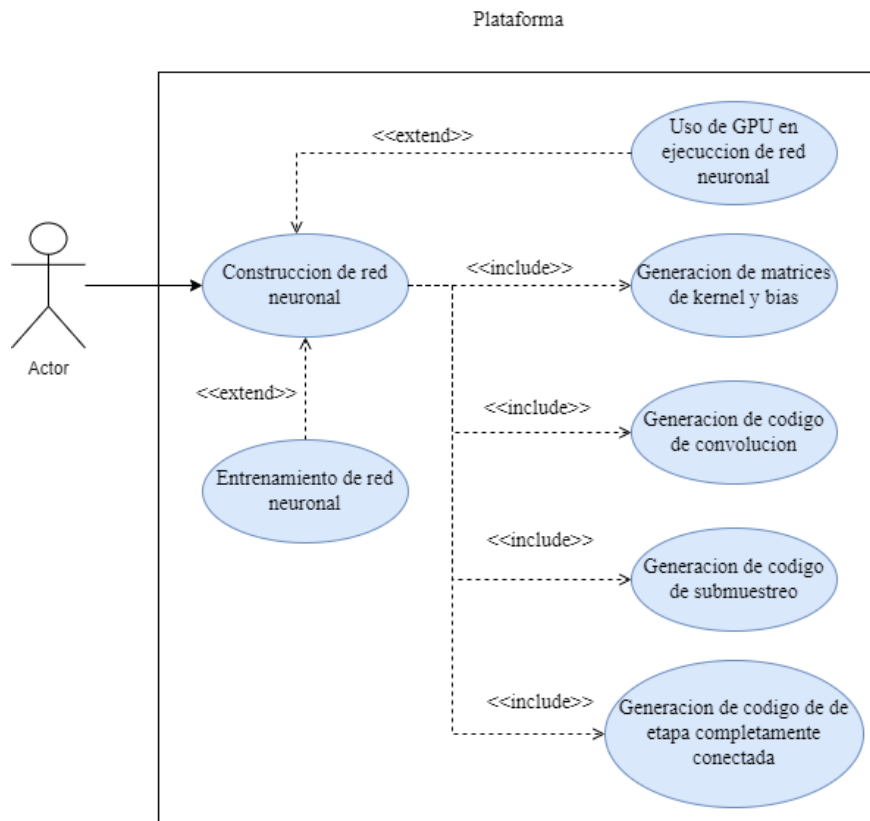 Plataforma
<<extend>>
Uso de GPU en
ejecuccion de red
neuronal
Construccion de red
neuronal
<<include>>
Generacion de matrices
de kernel y bias
Actor
<<extend>>
<<include>>
Generacion de codigo
de convolucion
Entrenamiento de red
neuronal
<<include>>
Generacion de codigo
de submuestreo
<<include>>
Generacion de codigo de de
etapa completamente
conectada